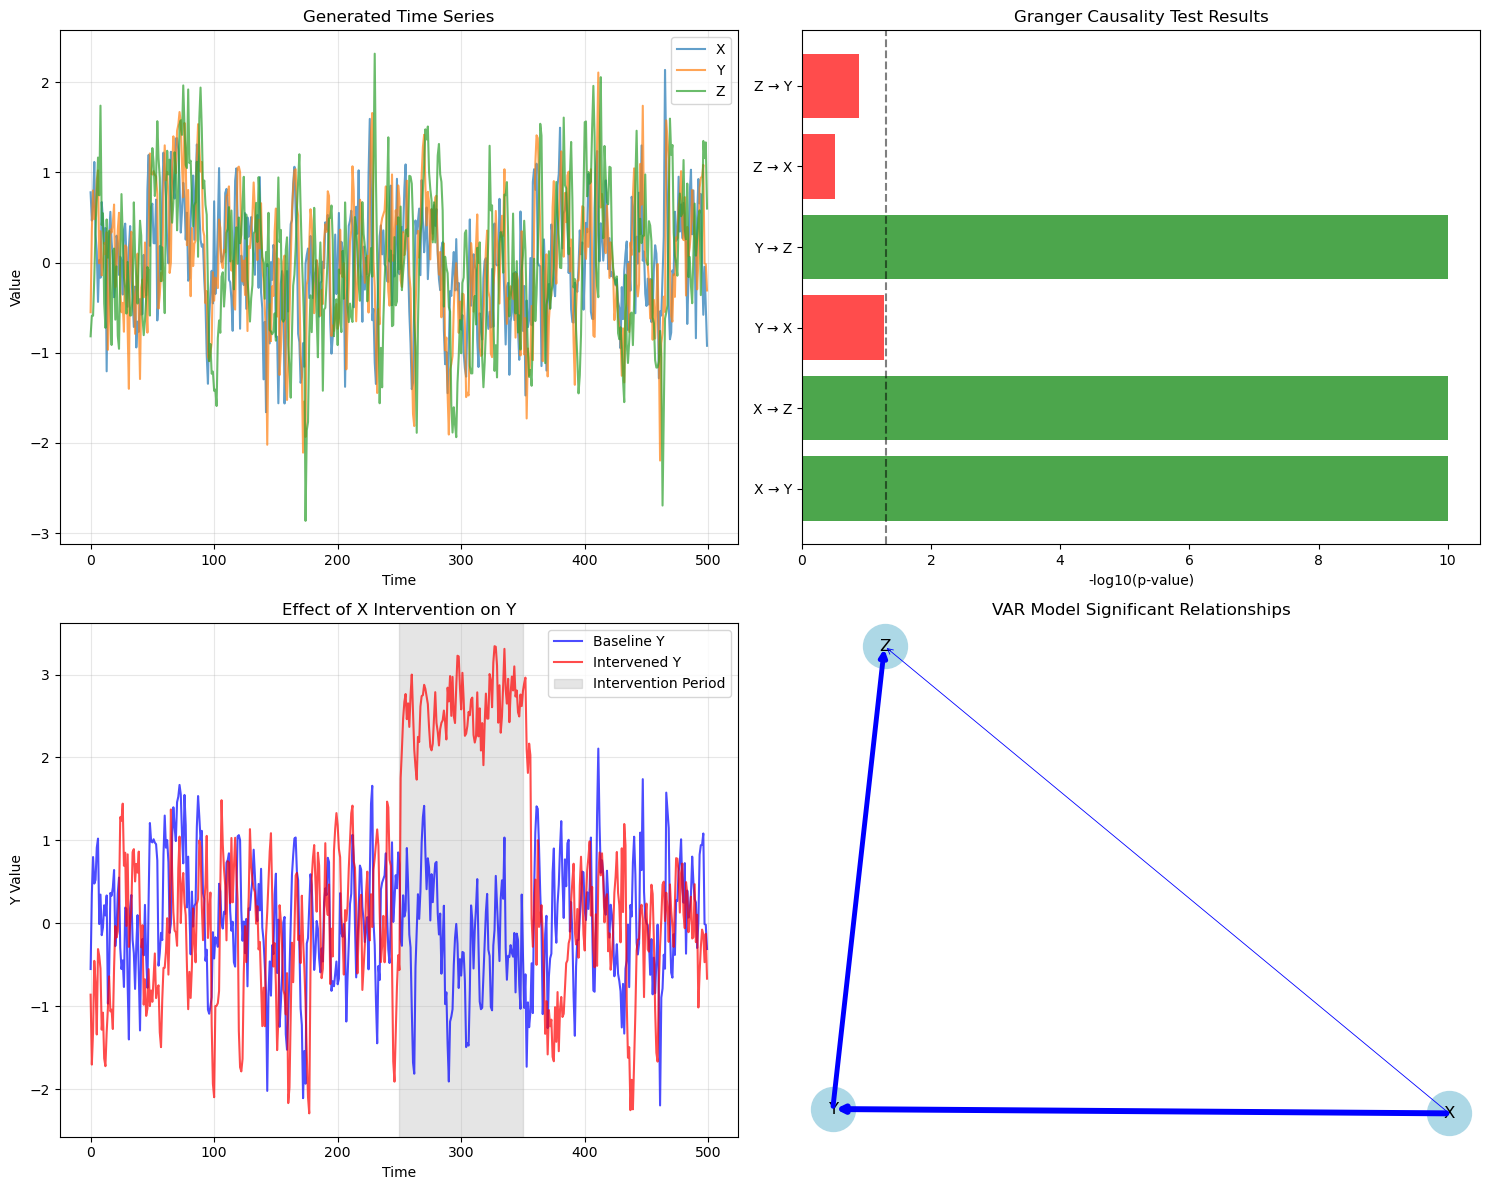 Generated Time Series
X
Y
Z
2
1
0
−1
−2
−3
Value
0
100
200
300
400
500
Time
Granger Causality Test Results
Z → Y
Z → X
Y → Z
Y → X
X → Z
X → Y
0
2
4
6
8
10
-log10(p-value)
Effect of X Intervention on Y
Baseline Y
Intervened Y
Intervention Period
3
2
1
0
−1
−2
Y Value
0
100
200
300
400
500
Time
VAR Model Significant Relationships
Z
Y
X